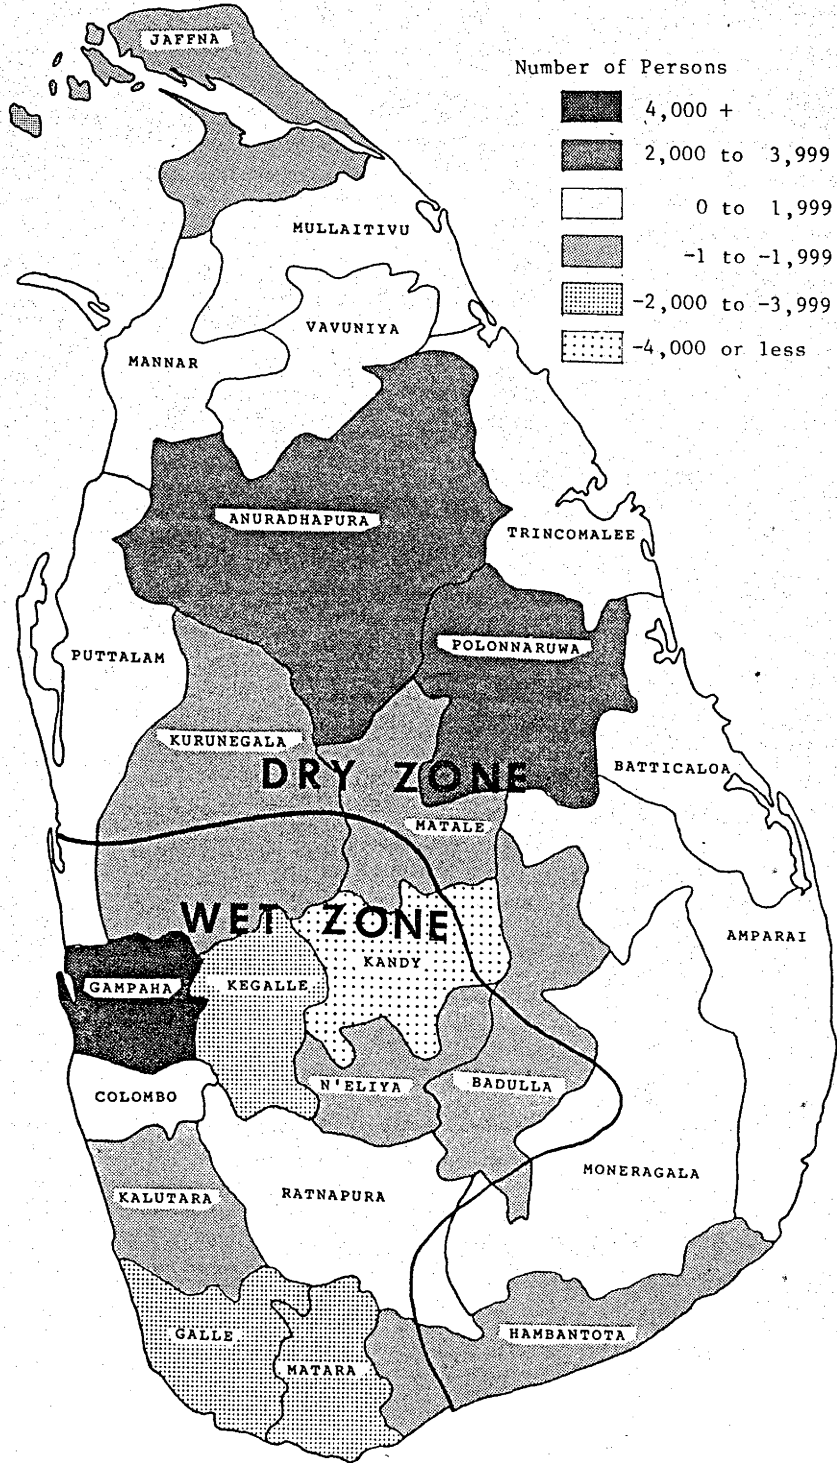 JAFFNA
Number of Persons
4,000 +
2,000 to 3,999
0 to 1,999
-1 to -1,999
-2,000 to -3,999
-4,000 or less
MULLAITIVU
VAVUNIYA
MANNAR
ANURADHAPURA
TRINCOMALEE
POLONNARUWA
PUTTALAM
KURUNEGALA
DRY ZONE
BATTICALOA
MATALE
WET ZONE
AMPARAI
KANDY
GAMPAHA
KEGALLE
N'ELIYA
BADULLA
COLOMBO
MONERAGALA
KALUTARA
RATNAPURA
GALLE
HAMBANTOTA
MATARA